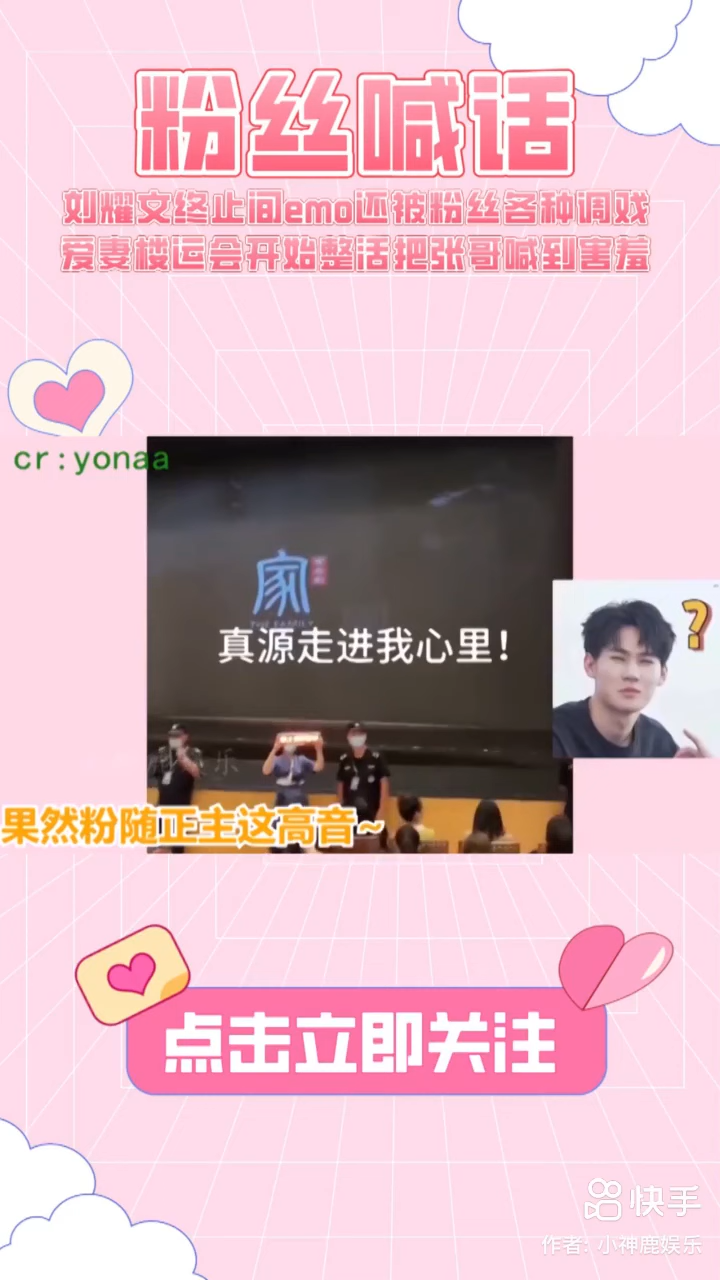 粉丝喊话
刘耀文终止间emo还被粉丝各种调戏
爱妻楼运会开始整活把张哥喊到害羞
cr:yonaa
家
THE FAMILY
真源走进我心里!
?
果然粉随正主这高音~
点击立即关注
快手
作者: 小神鹿娱乐